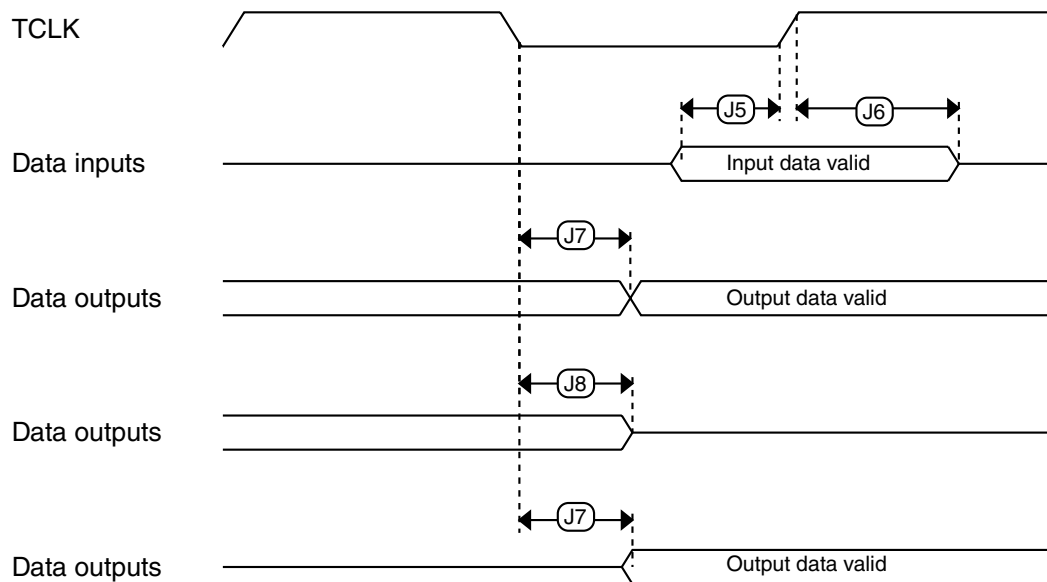 TCLK
J5
J6
Data inputs
Input data valid
J7
Data outputs
Output data valid
J8
Data outputs
J7
Data outputs
Output data valid